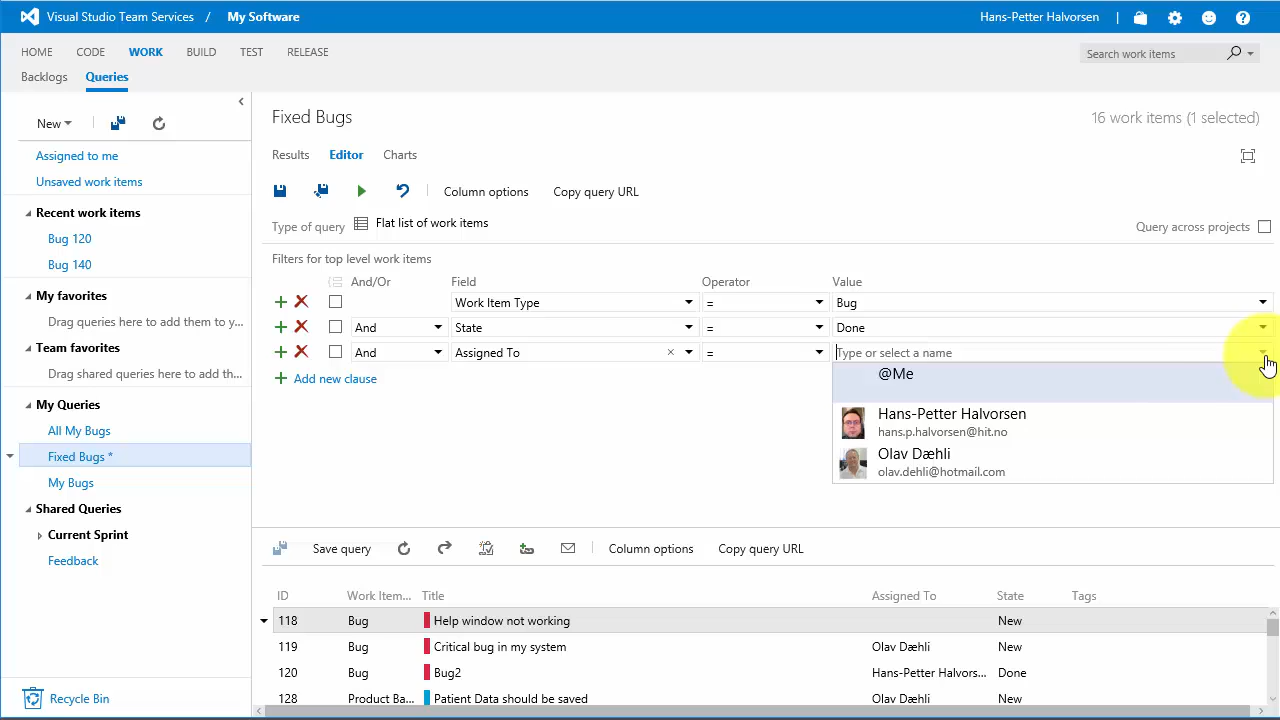 Visual Studio Team Services / My Software Hans-Petter Halvorsen
HOME CODE WORK BUILD TEST RELEASE Search work items
Backlogs Queries
New
Assigned to me
Unsaved work items
Recent work items
Bug 120
Bug 140
My favorites
Drag queries here to add them to y...
Team favorites
Drag shared queries here to add th...
My Queries
All My Bugs
Fixed Bugs *
My Bugs
Shared Queries
Current Sprint
Feedback
Recycle Bin
Fixed Bugs 16 work items (1 selected)
Results Editor Charts
Column options Copy query URL
Type of query Flat list of work items Query across projects
Filters for top level work items
And/Or Field Operator Value
Work Item Type = Bug
And State = Done
And Assigned To × = Type or select a name
Add new clause
@Me
Hans-Petter Halvorsen
hans.p.halvorsen@hit.no
Olav Dæhli
olav.dehli@hotmail.com
Save query Column options Copy query URL
ID Work Item... Title Assigned To State Tags
118 Bug Help window not working New
119 Bug Critical bug in my system Olav Dæhli New
120 Bug Bug2 Hans-Petter Halvors... Done
128 Product Ba... Patient Data should be saved Olav Dæhli New